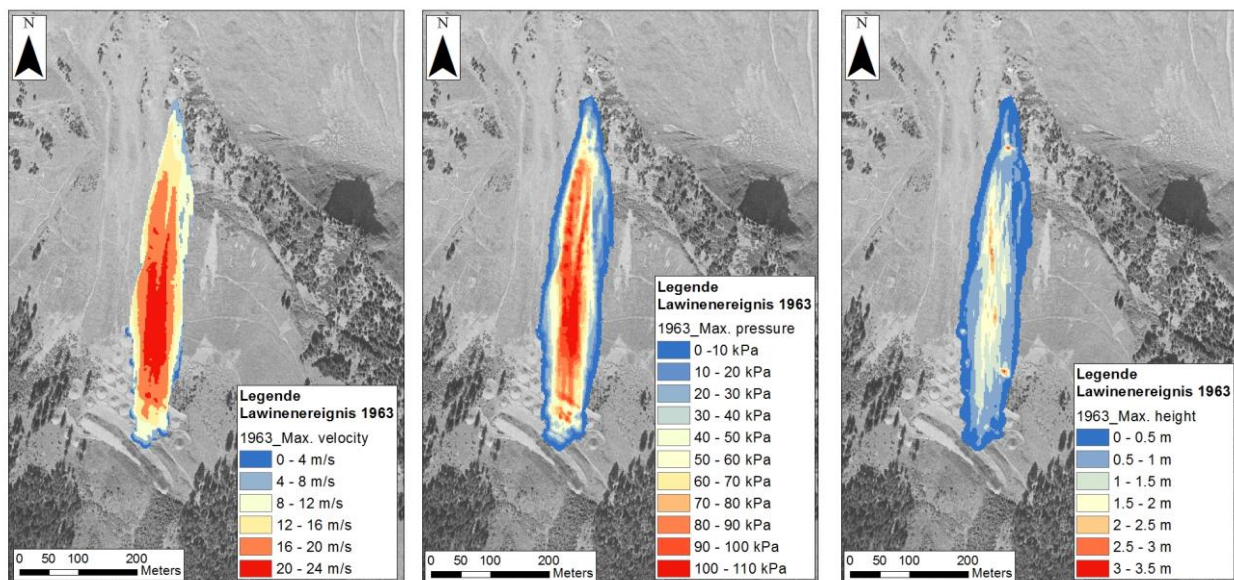 N
Legende
Lawinenereignis 1963
1963_Max. velocity
0 - 4 m/s
4 - 8 m/s
8 - 12 m/s
12 - 16 m/s
16 - 20 m/s
20 - 24 m/s
0 50 100 200
Meters
N
Legende
Lawinenereignis 1963
1963_Max. pressure
0 -10 kPa
10 - 20 kPa
20 - 30 kPa
30 - 40 kPa
40 - 50 kPa
50 - 60 kPa
60 - 70 kPa
70 - 80 kPa
80 - 90 kPa
90 - 100 kPa
100 - 110 kPa
0 50 100 200
Meters
N
Legende
Lawinenereignis 1963
1963_Max. height
0 - 0.5 m
0.5 - 1 m
1 - 1.5 m
1.5 - 2 m
2 - 2.5 m
2.5 - 3 m
3 - 3.5 m
0 50 100 200
Meters